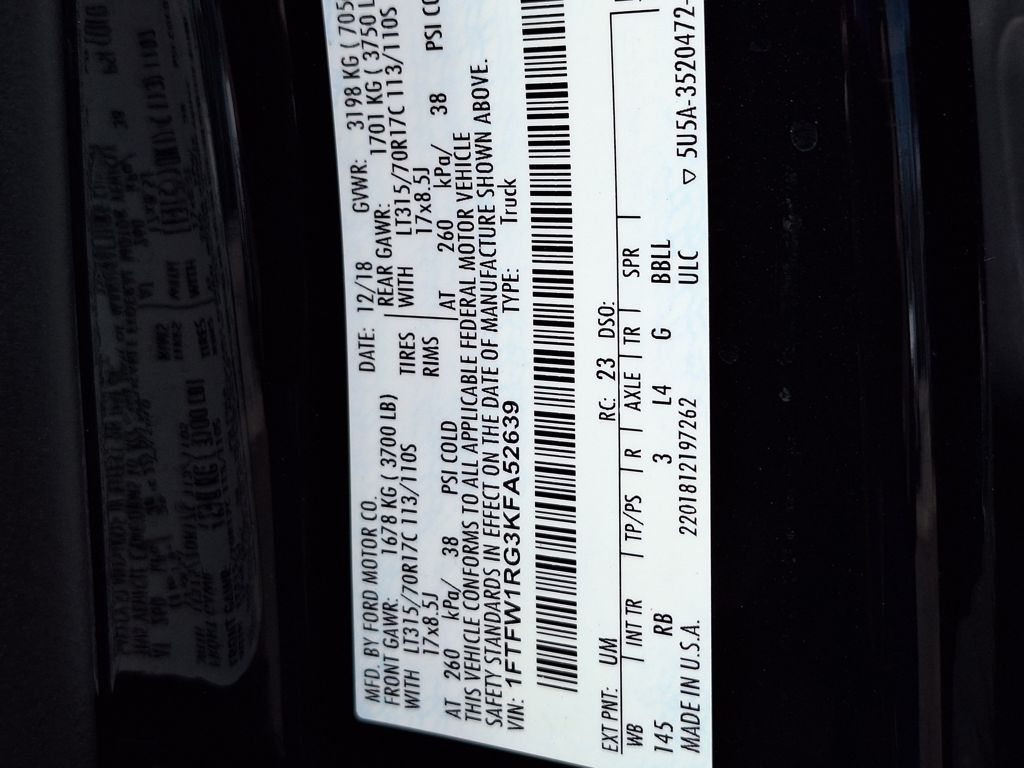 MFD. BY FORD MOTOR CO. DATE: 12/18 GVWR: 3198 KG ( 705
FRONT GAWR: 1678 KG ( 3700 LB) REAR GAWR: 1701 KG ( 3750 L
WITH LT315/70R17C 113/110S TIRES WITH LT315/70R17C 113/110S
17x8.5J RIMS 17x8.5J
AT 260 kPa/ 38 PSI COLD AT 260 kPa/ 38 PSI COL
THIS VEHICLE CONFORMS TO ALL APPLICABLE FEDERAL MOTOR VEHICLE
SAFETY STANDARDS IN EFFECT ON THE DATE OF MANUFACTURE SHOWN ABOVE.
VIN: 1FTFW1RG3KFA52639 TYPE: Truck
EXT PNT: UM RC: 23 DSO:
WB INT TR TP/PS R AXLE TR SPR
145 RB 3 L4 G BBLL
MADE IN U.S.A. 220181219​7262 ULC ▽ 5U5A-3520472-